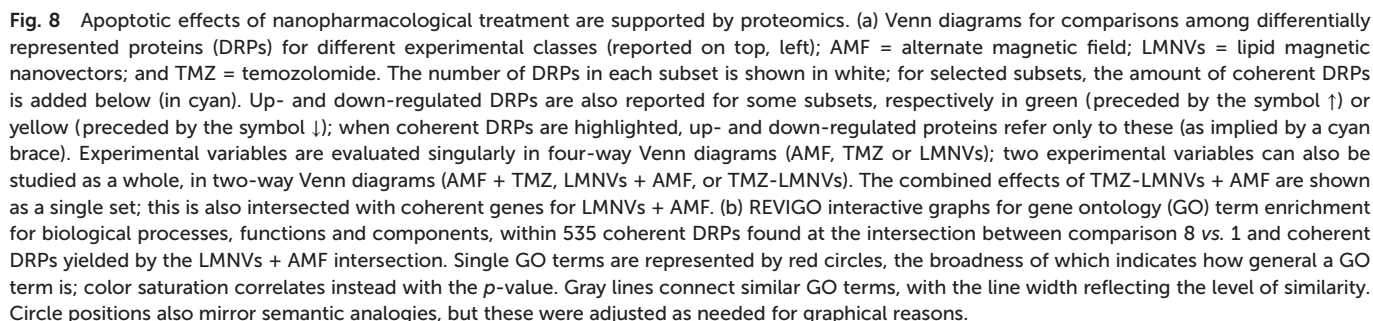 Fig. 8 Apoptotic effects of nanopharmacological treatment are supported by proteomics. (a) Venn diagrams for comparisons among differentially
represented proteins (DRPs) for different experimental classes (reported on top, left); AMF = alternate magnetic field; LMNVs = lipid magnetic
nanovectors; and TMZ = temozolomide. The number of DRPs in each subset is shown in white; for selected subsets, the amount of coherent DRPs
is added below (in cyan). Up- and down-regulated DRPs are also reported for some subsets, respectively in green (preceded by the symbol ↑) or
yellow (preceded by the symbol ↓); when coherent DRPs are highlighted, up- and down-regulated proteins refer only to these (as implied by a cyan
brace). Experimental variables are evaluated singularly in four-way Venn diagrams (AMF, TMZ or LMNVs); two experimental variables can also be
studied as a whole, in two-way Venn diagrams (AMF + TMZ, LMNVs + AMF, or TMZ-LMNVs). The combined effects of TMZ-LMNVs + AMF are shown
as a single set; this is also intersected with coherent genes for LMNVs + AMF. (b) REVIGO interactive graphs for gene ontology (GO) term enrichment
for biological processes, functions and components, within 535 coherent DRPs found at the intersection between comparison 8 vs. 1 and coherent
DRPs yielded by the LMNVs + AMF intersection. Single GO terms are represented by red circles, the broadness of which indicates how general a GO
term is; color saturation correlates instead with the p-value. Gray lines connect similar GO terms, with the line width reflecting the level of similarity.
Circle positions also mirror semantic analogies, but these were adjusted as needed for graphical reasons.